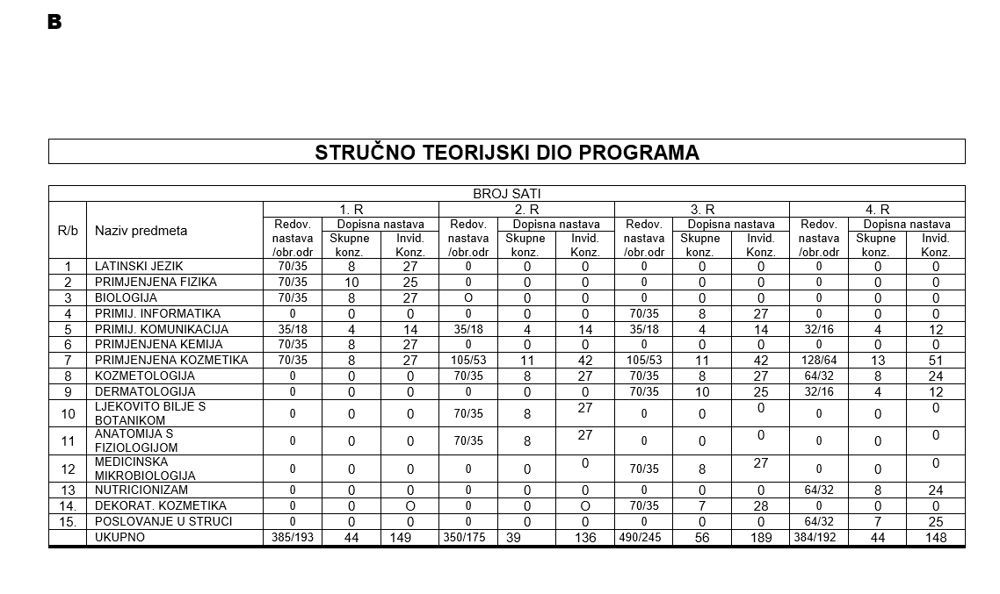 B
STRUČNO TEORIJSKI DIO PROGRAMA
BROJ SATI
R/b Naziv predmeta 1. R 2. R 3. R 4. R
Redov. nastava /obr.odr Dopisna nastava Redov. nastava /obr.odr Dopisna nastava Redov. nastava /obr.odr Dopisna nastava Redov. nastava /obr.odr Dopisna nastava
Skupne konz. Invid. Konz. Skupne konz. Invid. Konz. Skupne konz. Invid. Konz. Skupne konz. Invid. Konz.
1 LATINSKI JEZIK 70/35 8 27 0 0 0 0 0 0 0 0 0
2 PRIMJENJENA FIZIKA 70/35 10 25 0 0 0 0 0 0 0 0 0
3 BIOLOGIJA 70/35 8 27 O 0 0 0 0 0 0 0 0
4 PRIMIJ. INFORMATIKA 0 0 0 0 0 0 70/35 8 27 0 0 0
5 PRIMIJ. KOMUNIKACIJA 35/18 4 14 35/18 4 14 35/18 4 14 32/16 4 12
6 PRIMJENJENA KEMIJA 70/35 8 27 0 0 0 0 0 0 0 0 0
7 PRIMJENJENA KOZMETIKA 70/35 8 27 105/53 11 42 105/53 11 42 128/64 13 51
8 KOZMETOLOGIJA 0 0 0 70/35 8 27 70/35 8 27 64/32 8 24
9 DERMATOLOGIJA 0 0 0 0 0 0 70/35 10 25 32/16 4 12
10 LJEKOVITO BILJE S BOTANIKOM 0 0 0 70/35 8 27 0 0 0 0 0 0
11 ANATOMIJA S FIZIOLOGIJOM 0 0 0 70/35 8 27 0 0 0 0 0 0
12 MEDICINSKA MIKROBIOLOGIJA 0 0 0 0 0 0 70/35 8 27 0 0 0
13 NUTRICIONIZAM 0 0 0 0 0 0 0 0 0 64/32 8 24
14. DEKORAT. KOZMETIKA 0 0 O 0 0 O 70/35 7 28 0 0 0
15. POSLOVANJE U STRUCI 0 0 0 0 0 0 0 0 0 64/32 7 25
UKUPNO 385/193 44 149 350/175 39 136 490/245 56 189 384/192 44 148